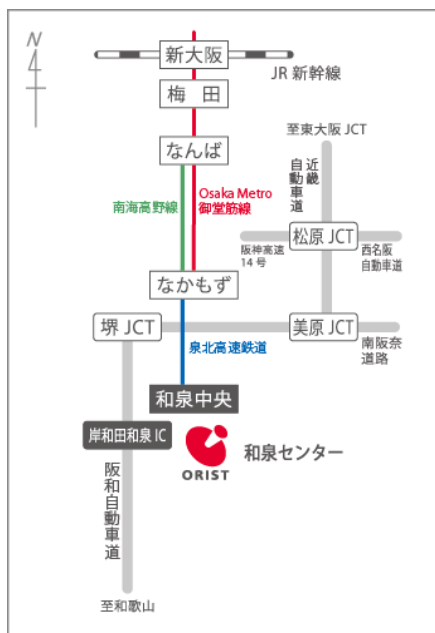 N
新大阪
JR 新幹線
梅　田
至東大阪 JCT
なんば
近畿
自動車道
南海高野線
Osaka Metro
御堂筋線
松原 JCT
阪神高速
14 号
西名阪
自動車道
なかもず
堺 JCT
美原 JCT
泉北高速鉄道
南阪奈
道路
和泉中央
岸和田和泉 IC
ORIST
和泉センター
阪和自動車道
至和歌山